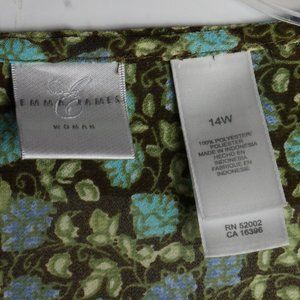 EMMA JAMES
WOMAN
14W
100% POLYESTER/
POLIESTER
MADE IN INDONESIA
HECHO EN
INDONESIA
FABRIQUE EN
INDONESIE
RN 52002
CA 16396